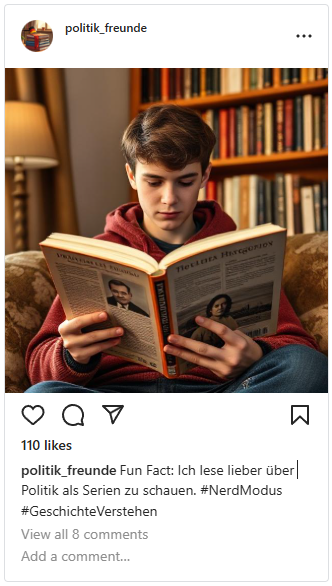 politik_freunde
110 likes
politik_freunde Fun Fact: Ich lese lieber über
Politik als Serien zu schauen. #NerdModus
#GeschichteVerstehen
View all 8 comments
Add a comment...